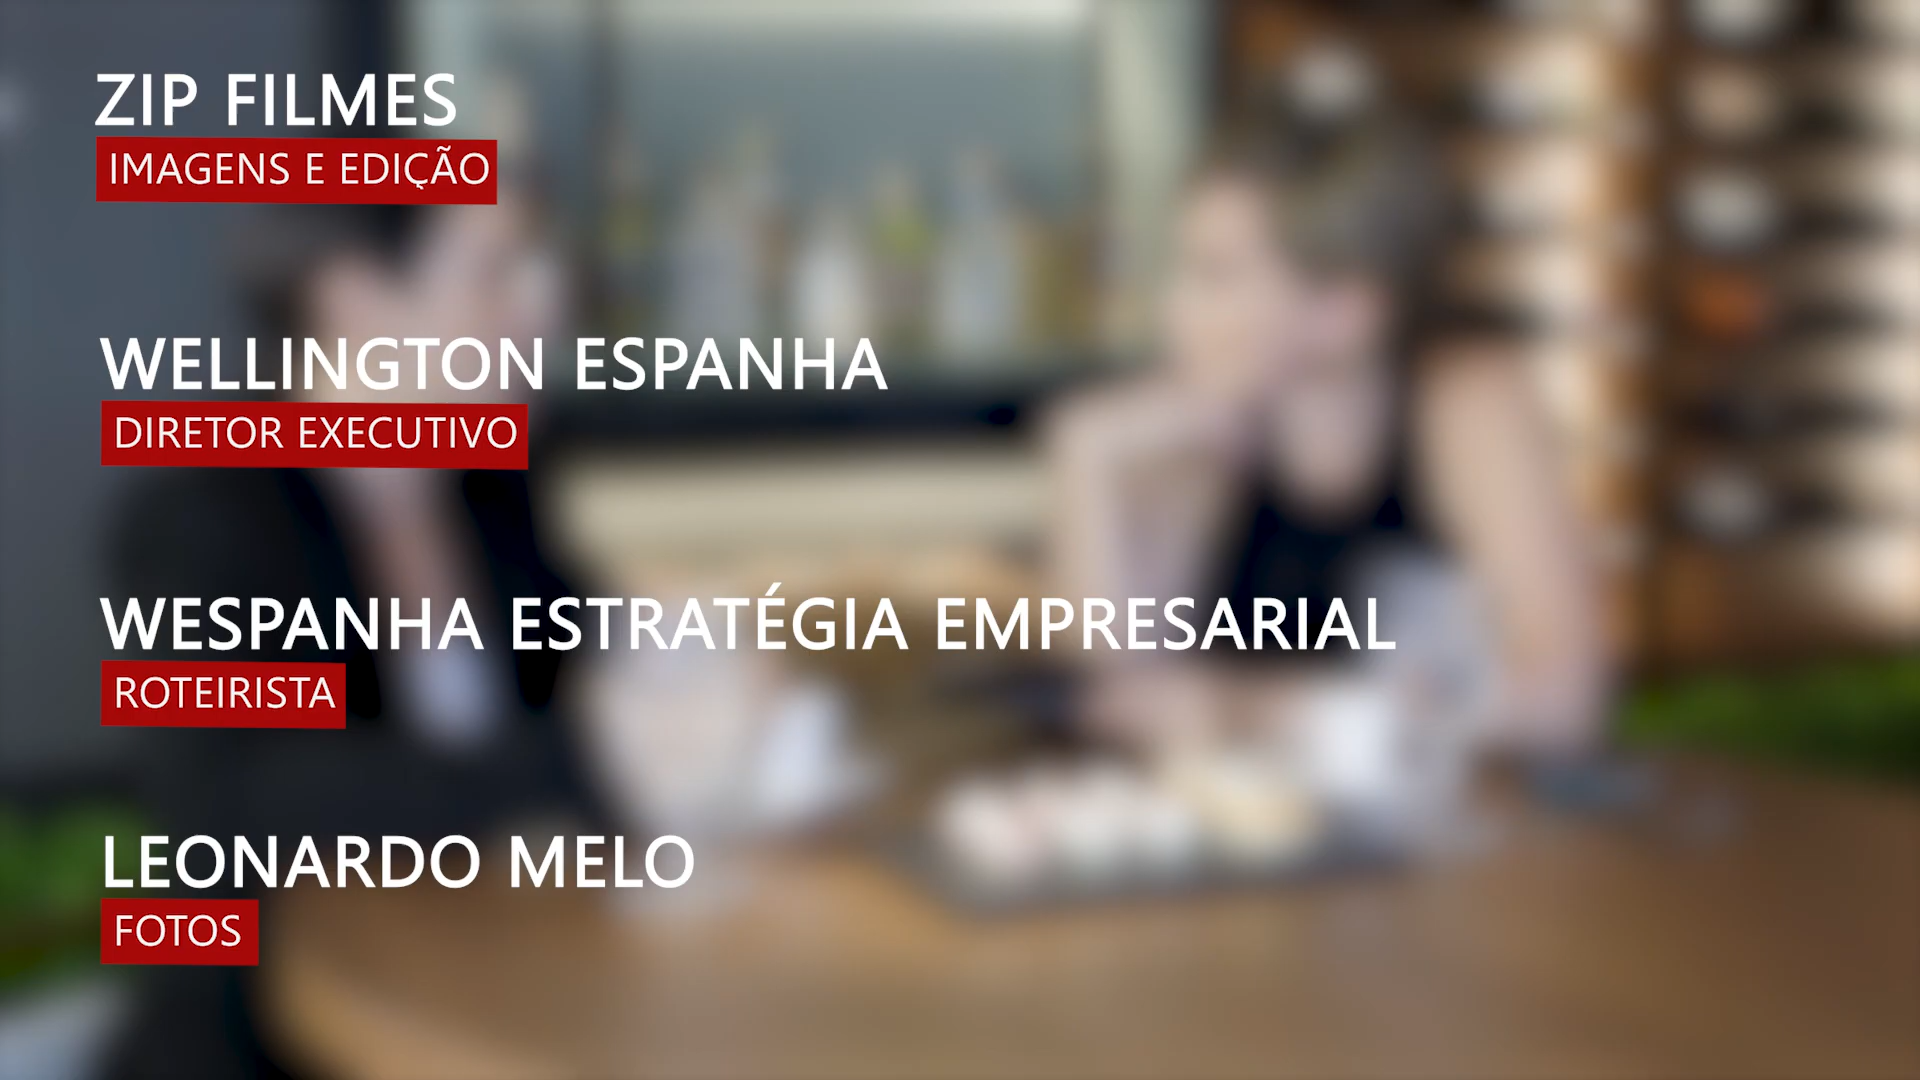 ZIP FILMES
IMAGENS E EDIÇÃO
WELLINGTON ESPANHA
DIRETOR EXECUTIVO
WESPANHA ESTRATÉGIA EMPRESARIAL
ROTEIRISTA
LEONARDO MELO
FOTOS